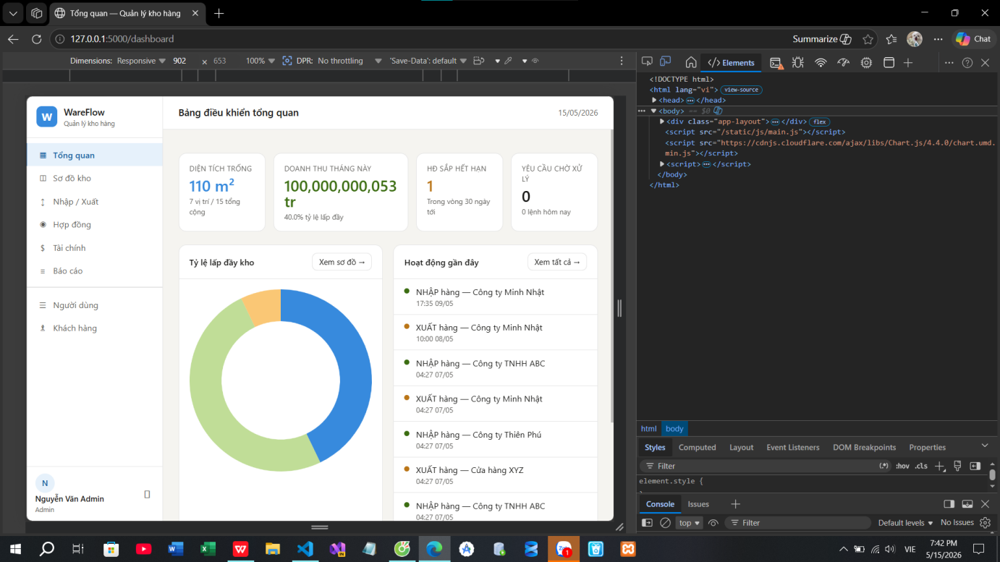 Tổng quan — Quản lý kho hàng
127.0.0.1:5000/dashboard
Summarize
Chat
Dimensions: Responsive 902 × 653 100% DPR: No throttling 'Save-Data': default
W
WareFlow
Quản lý kho hàng
Tổng quan
Sơ đồ kho
Nhập / Xuất
Hợp đồng
$ Tài chính
Báo cáo
Người dùng
Khách hàng
N
Nguyễn Văn Admin
Admin
Bảng điều khiển tổng quan
15/05/2026
DIỆN TÍCH TRỐNG
110 m²
7 vị trí / 15 tổng
cộng
DOANH THU THÁNG NÀY
100,000,000,053
tr
40.0% tỷ lệ lấp đầy
HĐ SẮP HẾT HẠN
1
Trong vòng 30 ngày
tới
YÊU CẦU CHỜ XỬ
LÝ
0
0 lệnh hôm nay
Tỷ lệ lấp đầy kho
Xem sơ đồ →
Hoạt động gần đây
Xem tất cả →
NHẬP hàng — Công ty Minh Nhật
17:35 09/05
XUẤT hàng — Công ty Minh Nhật
10:00 08/05
NHẬP hàng — Công ty TNHH ABC
04:27 07/05
XUẤT hàng — Công ty Minh Nhật
04:27 07/05
NHẬP hàng — Công ty Thiên Phú
04:27 07/05
XUẤT hàng — Cửa hàng XYZ
04:27 07/05
NHẬP hàng — Công ty TNHH ABC
04:27 07/05
Elements
<!DOCTYPE html>
<html lang="vi"> view-source
<head> </head>
<body> == $0
<div class="app-layout"> </div> flex
<script src="/static/js/main.js"></script>
<script src="https://cdnjs.cloudflare.com/ajax/libs/Chart.js/4.4.0/chart.umd.
min.js"></script>
<script> </script>
</body>
</html>
html body
Styles Computed Layout Event Listeners DOM Breakpoints Properties
Filter :hov .cls
element.style {
Console Issues
top Filter Default levels No Issues
VIE
7:42 PM
5/15/2026